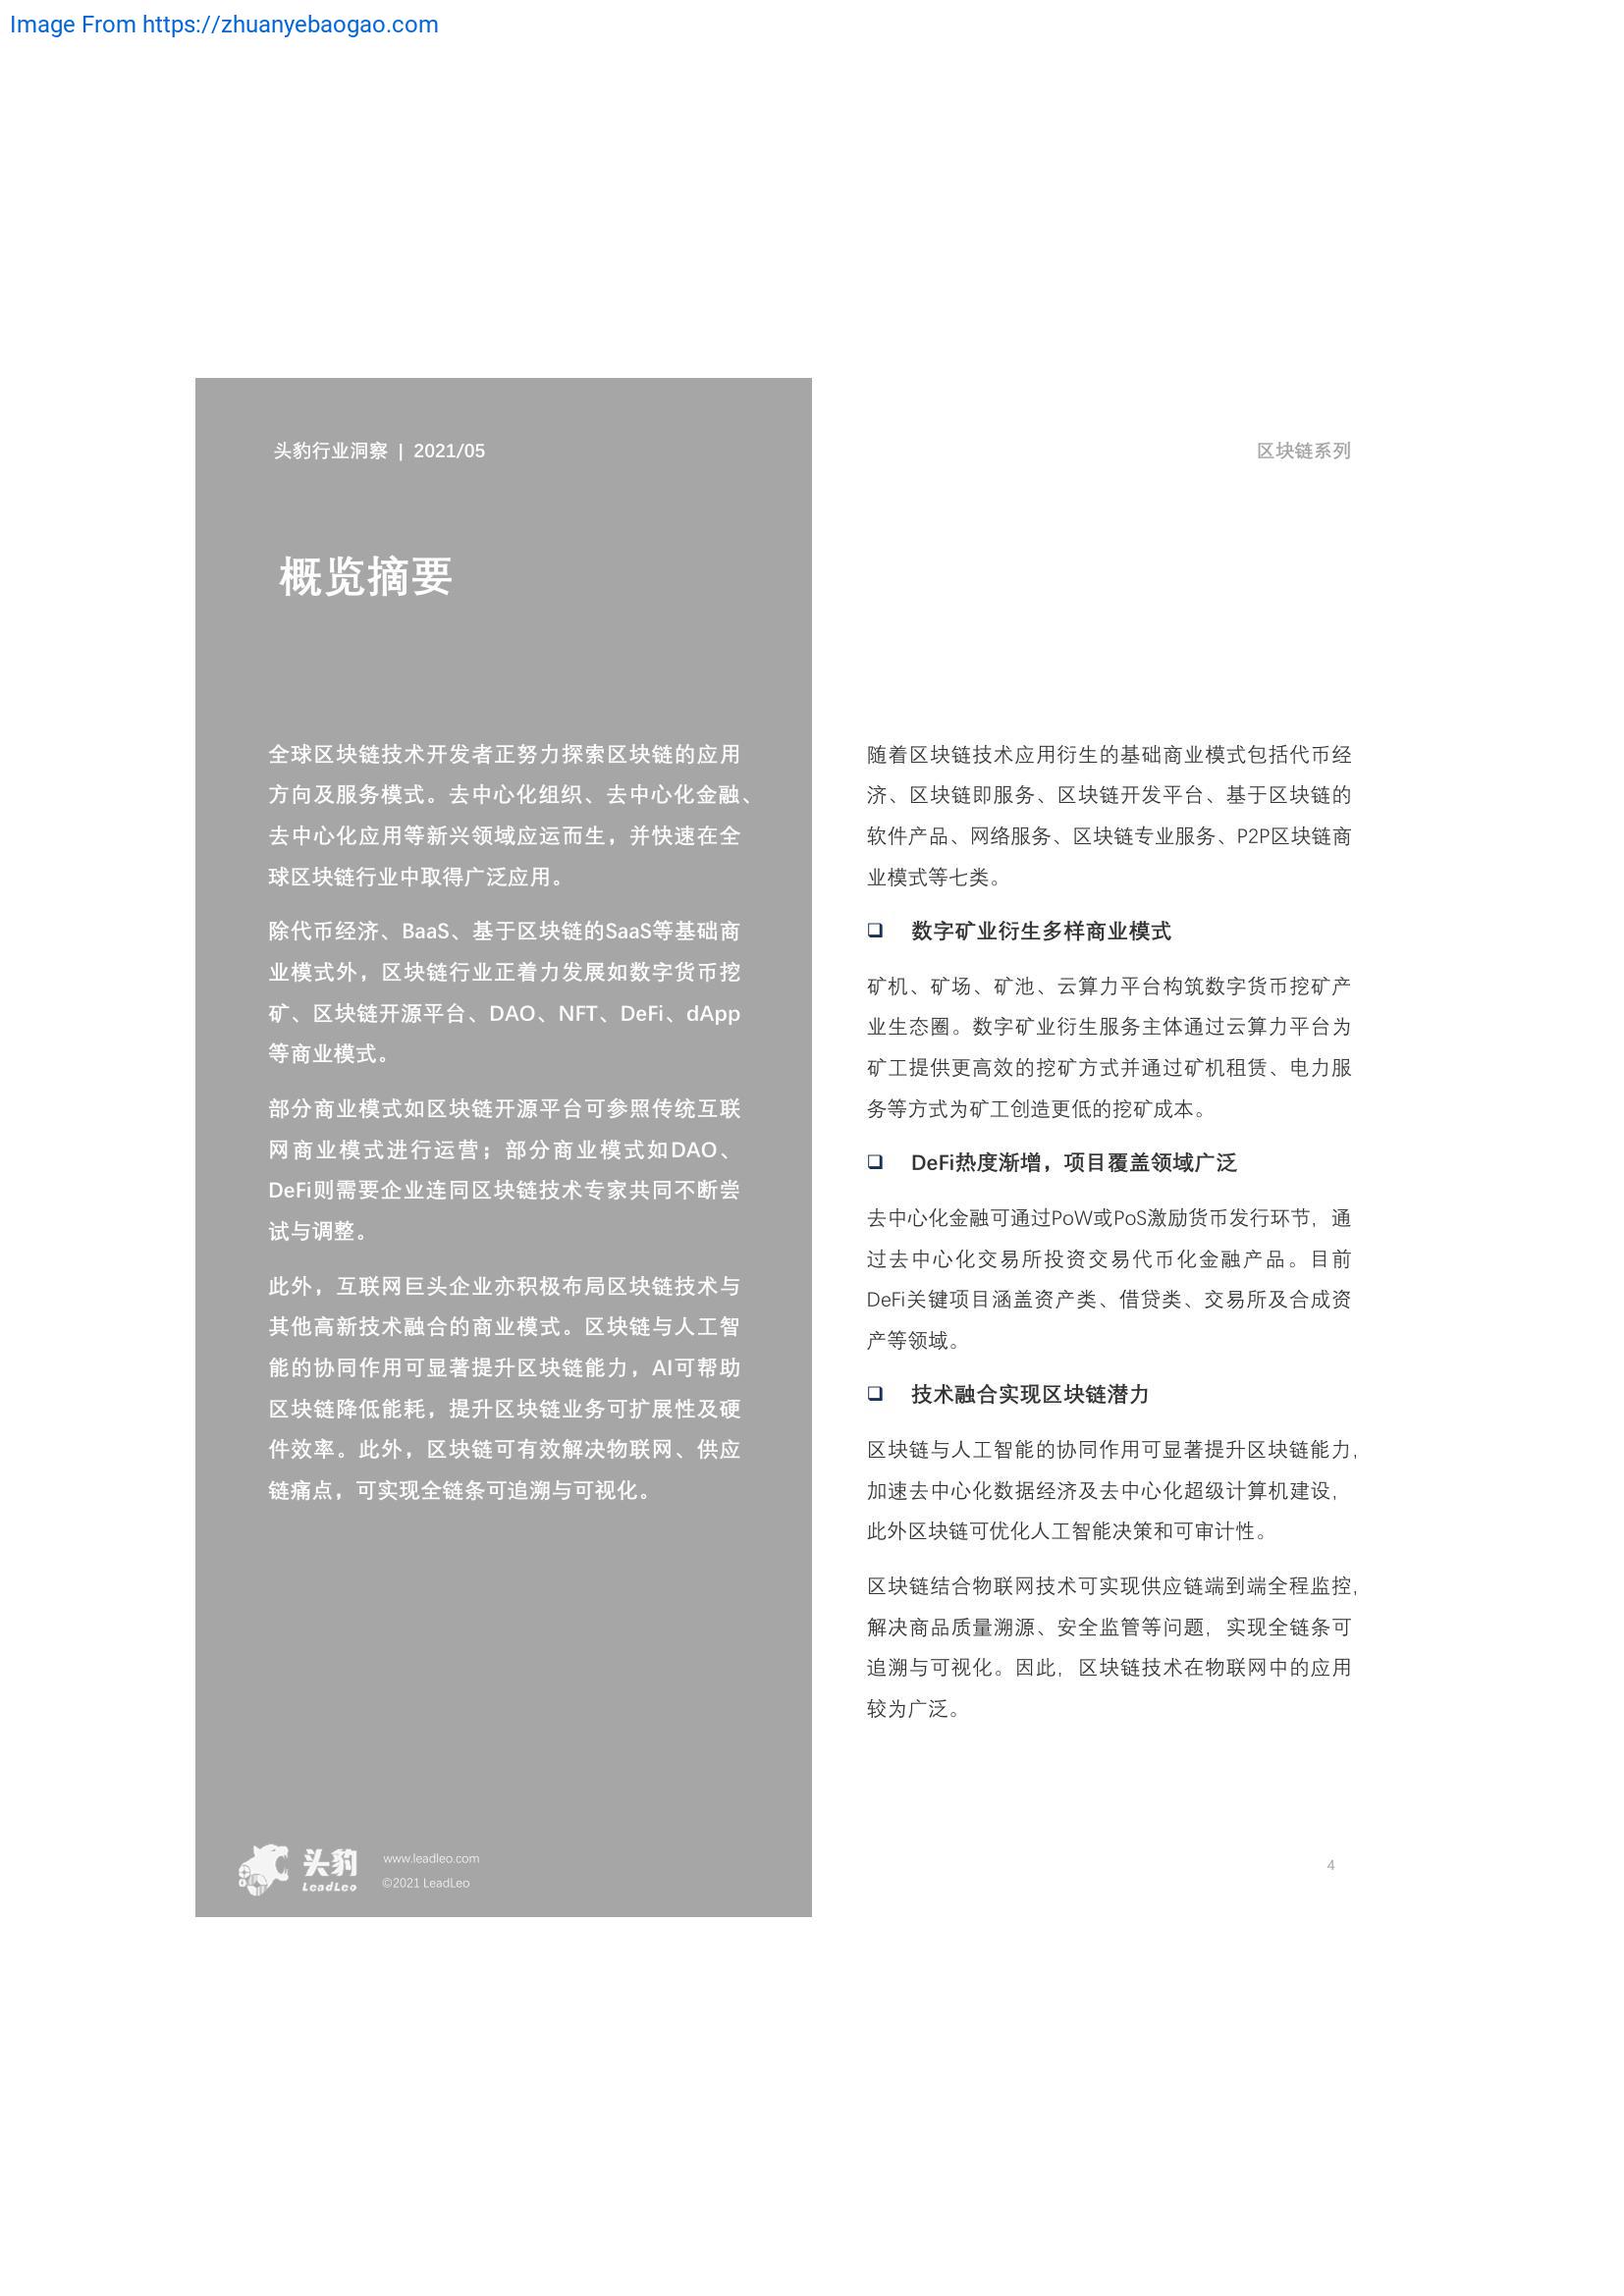 Image From https://zhuanyebaogao.com
头豹行业洞察 | 2021/05
区块链系列
概览摘要
全球区块链技术开发者正努力探索区块链的应用
方向及服务模式。去中心化组织、去中心化金融、
去中心化应用等新兴领域应运而生，并快速在全
球区块链行业中取得广泛应用。
除代币经济、BaaS、基于区块链的SaaS等基础商
业模式外，区块链行业正着力发展如数字货币挖
矿、区块链开源平台、DAO、NFT、DeFi、dApp
等商业模式。
部分商业模式如区块链开源平台可参照传统互联
网商业模式进行运营；部分商业模式如DAO、
DeFi则需要企业连同区块链技术专家共同不断尝
试与调整。
此外，互联网巨头企业亦积极布局区块链技术与
其他高新技术融合的商业模式。区块链与人工智
能的协同作用可显著提升区块链能力，AI可帮助
区块链降低能耗，提升区块链业务可扩展性及硬
件效率。此外，区块链可有效解决物联网、供应
链痛点，可实现全链条可追溯与可视化。
随着区块链技术应用衍生的基础商业模式包括代币经
济、区块链即服务、区块链开发平台、基于区块链的
软件产品、网络服务、区块链专业服务、P2P区块链商
业模式等七类。
❑ 数字矿业衍生多样商业模式
矿机、矿场、矿池、云算力平台构筑数字货币挖矿产
业生态圈。数字矿业衍生服务主体通过云算力平台为
矿工提供更高效的挖矿方式并通过矿机租赁、电力服
务等方式为矿工创造更低的挖矿成本。
❑ DeFi热度渐增，项目覆盖领域广泛
去中心化金融可通过PoW或PoS激励货币发行环节，通
过去中心化交易所投资交易代币化金融产品。目前
DeFi关键项目涵盖资产类、借贷类、交易所及合成资
产等领域。
❑ 技术融合实现区块链潜力
区块链与人工智能的协同作用可显著提升区块链能力，
加速去中心化数据经济及去中心化超级计算机建设，
此外区块链可优化人工智能决策和可审计性。
区块链结合物联网技术可实现供应链端到端全程监控，
解决商品质量溯源、安全监管等问题，实现全链条可
追溯与可视化。因此，区块链技术在物联网中的应用
较为广泛。
头豹
LeadLeo
www.leadleo.com
©2021 LeadLeo
4